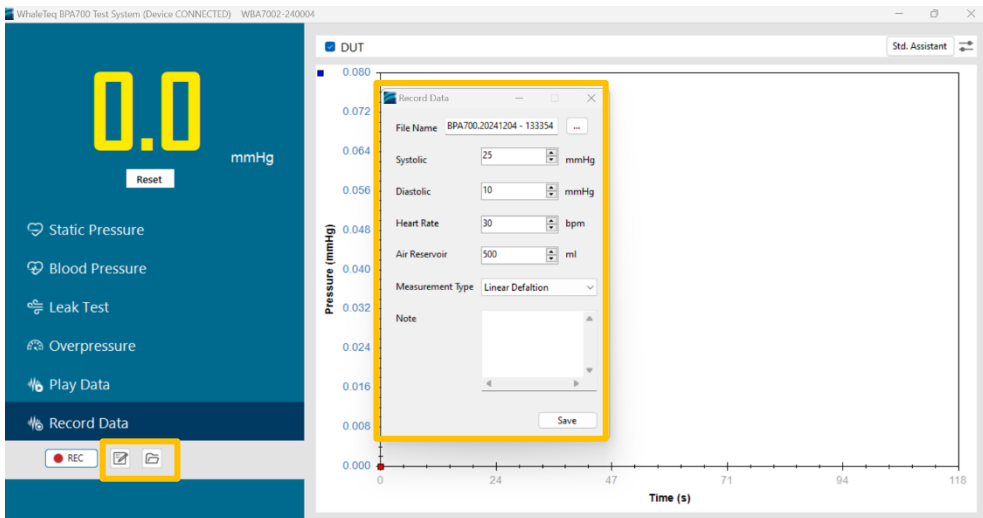 WhaleTeq BPA700 Test System (Device CONNECTED) WBA7002-240004
0.0
mmHg
Reset
Static Pressure
Blood Pressure
Leak Test
Overpressure
Play Data
Record Data
REC
DUT
Std. Assistant
Pressure (mmHg)
0.080
0.072
0.064
0.056
0.048
0.040
0.032
0.024
0.016
0.008
0.000
0 24 47 71 94 118
Time (s)
Record Data
File Name BPA700.20241204 - 133354 ...
Systolic 25 mmHg
Diastolic 10 mmHg
Heart Rate 30 bpm
Air Reservoir 500 ml
Measurement Type Linear Defaltion
Note
Save